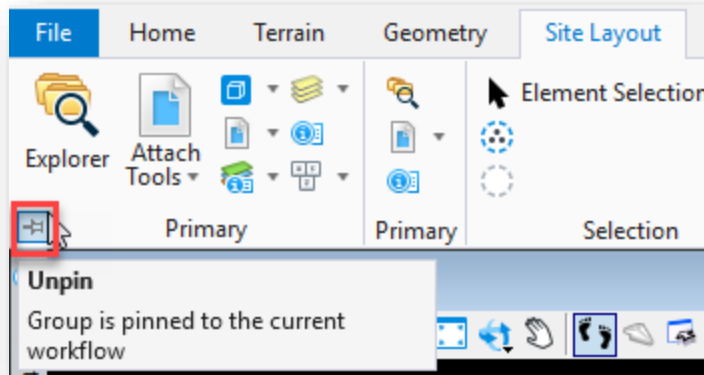 File Home Terrain Geometry Site Layout
Element Selection
Explorer
Attach
Tools
Primary Primary Selection
Unpin
Group is pinned to the current
workflow